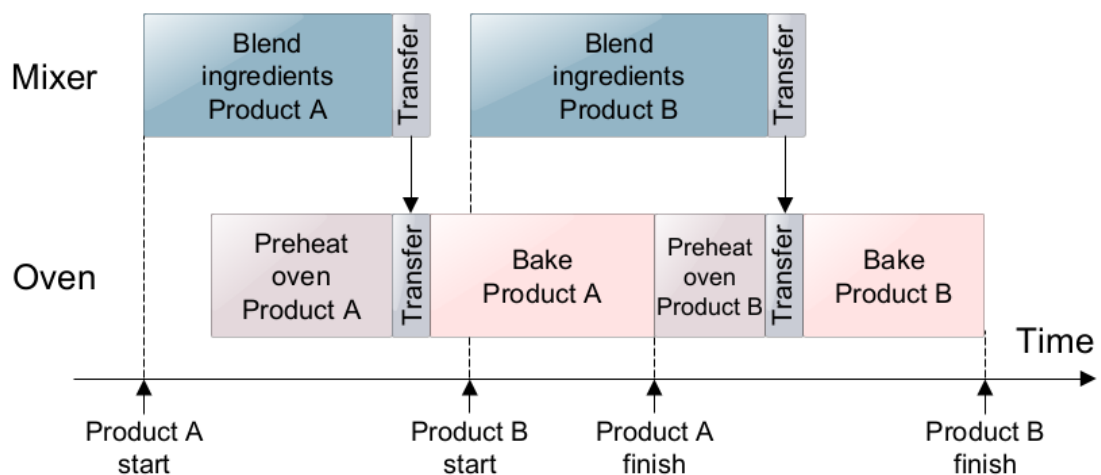 Mixer
Blend
ingredients
Product A
Transfer
Blend
ingredients
Product B
Transfer
Oven
Preheat
oven
Product A
Transfer
Bake
Product A
Preheat
oven
Product B
Transfer
Bake
Product B
Time
Product A
start
Product B
start
Product A
finish
Product B
finish